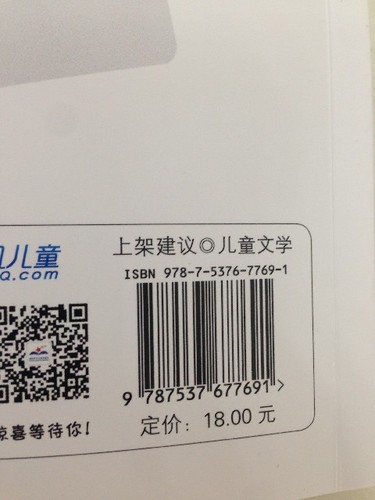 儿童
上架建议◎儿童文学
a.com
ISBN 978-7-5376-7769-1
9 787537 677691 >
喜等待你!
定价: 18.00 元